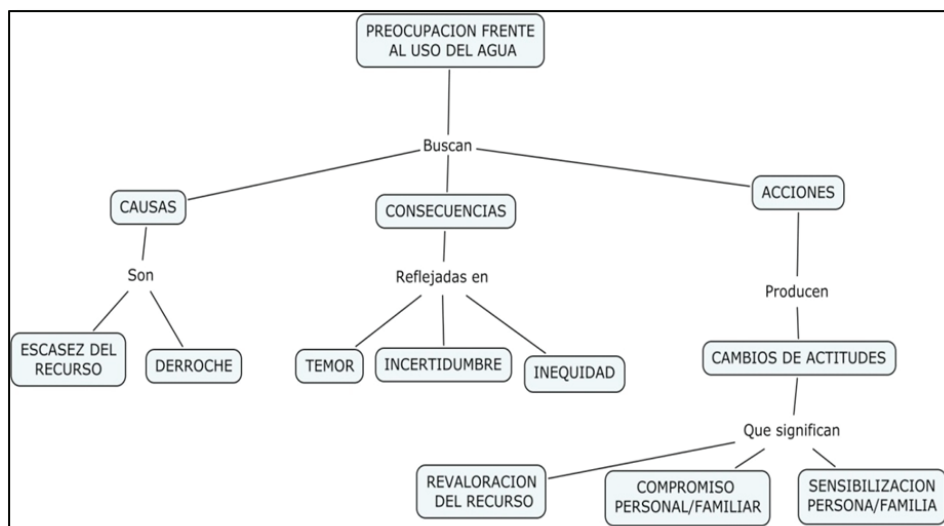 PREOCUPACION FRENTE
AL USO DEL AGUA
Buscan
CAUSAS
CONSECUENCIAS
ACCIONES
Son
Reflejadas en
Producen
ESCASEZ DEL
RECURSO
DERROCHE
TEMOR
INCERTIDUMBRE
INEQUIDAD
CAMBIOS DE ACTITUDES
Que significan
REVALORACION
DEL RECURSO
COMPROMISO
PERSONAL/FAMILIAR
SENSIBILIZACION
PERSONA/FAMILIA